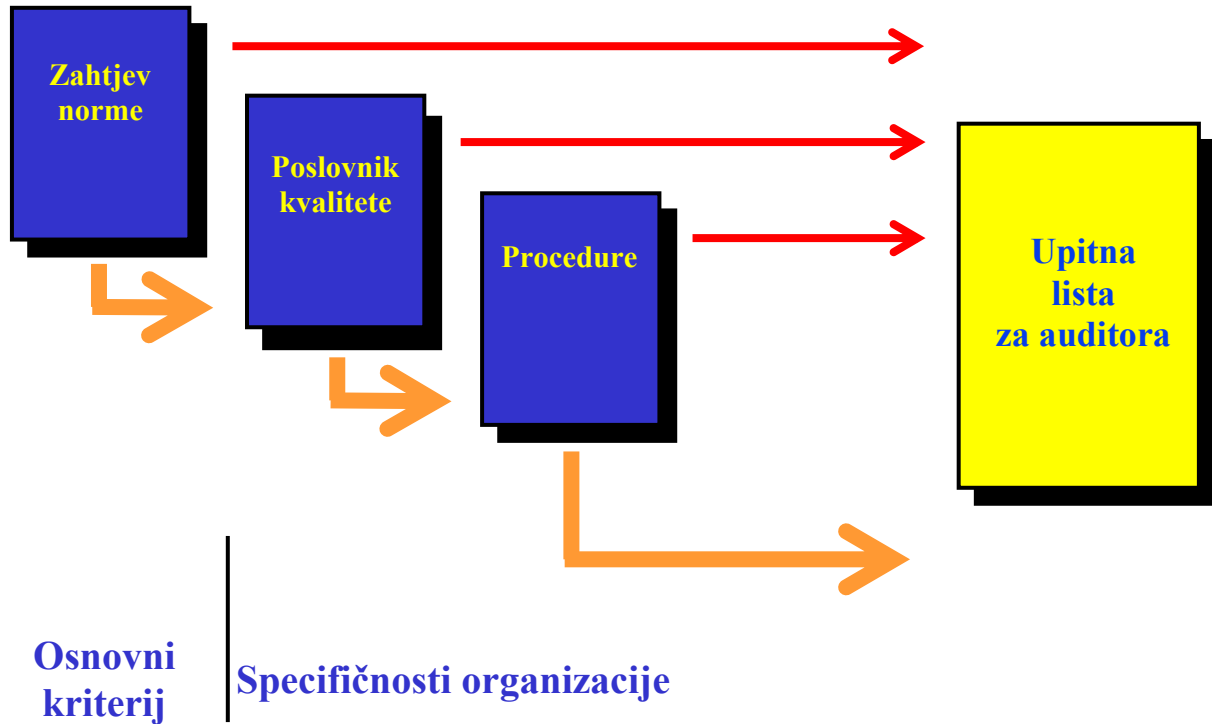 Zahtjev
norme
Poslovnik
kvalitete
Procedure
Upitna
lista
za auditora
Osnovni
kriterij
Specifičnosti organizacije